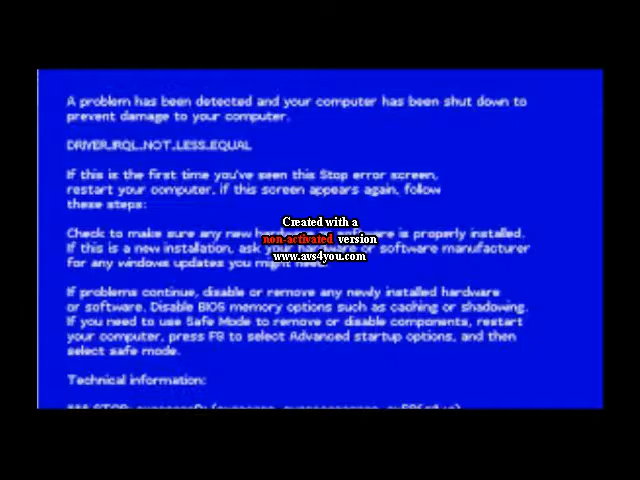 A problem has been detected and your computer has been shut down to
prevent damage to your computer.
DRIVER_IRQL_NOT_LESS_EQUAL
If this is the first time you've seen this Stop error screen,
restart your computer, if this screen appears again, follow
these steps:
Created with a
Check to make sure any new software is properly installed.
non-activated version
If this is a new installation, ask your hardware or software manufacturer
www.avs4you.com
for any windows updates you might need.
If problems continue, disable or remove any newly installed hardware
or software. Disable BIOS memory options such as caching or shadowing.
If you need to use Safe Mode to remove or disable components, restart
your computer, press F8 to select Advanced startup options, and then
select safe mode.
Technical information:
*** STOP: